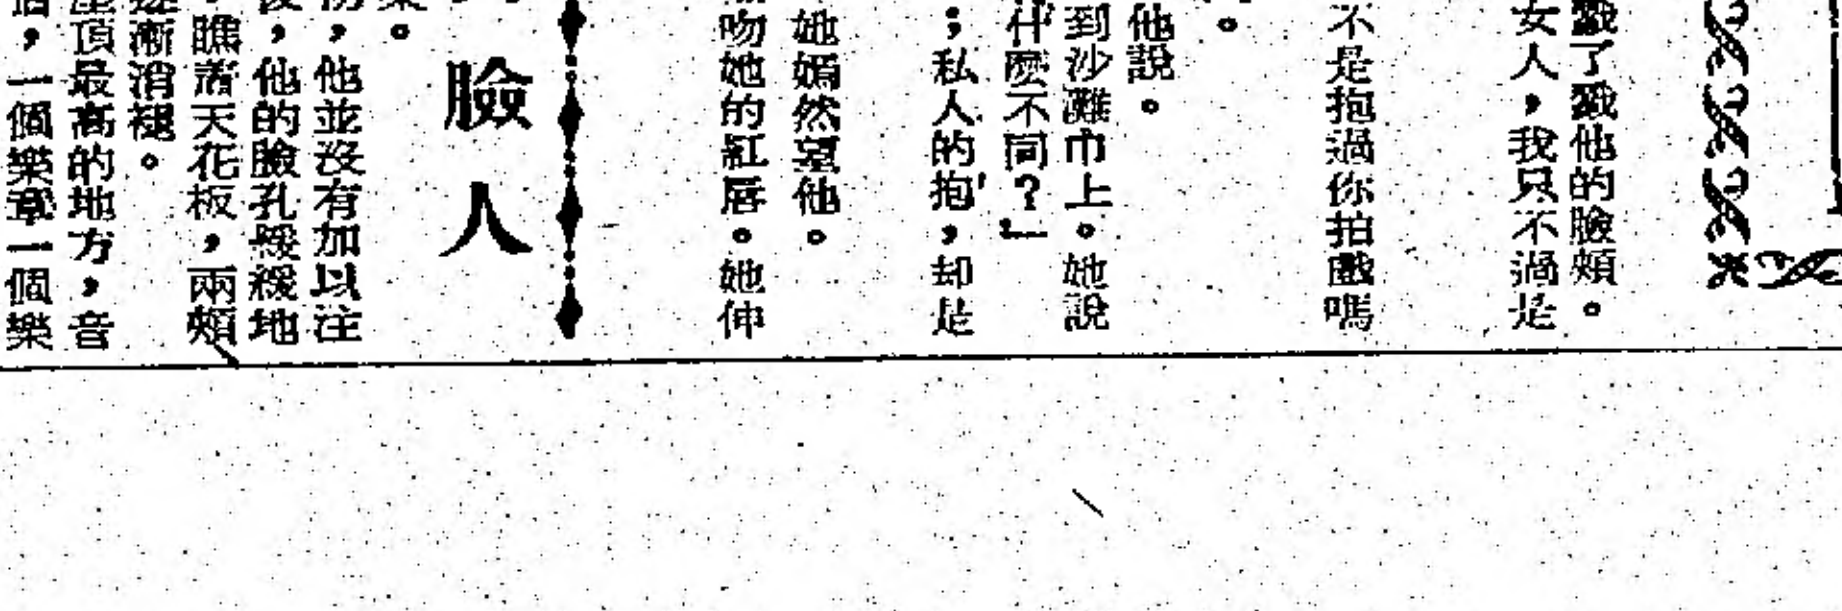 戳了戳他的臉頰。
女人，我只不過是
不是抱過你拍戲嗎
。
他說。
到沙灘巾上。她說
什麼不同？」
；私人的抱，却是
她嫣然望他。
吻她的紅唇。她伸
臉人
。
，他並沒有加以注
，他的臉孔緩緩地
，瞧著天花板，兩頰
逐漸消褪。
頂最高的地方，音
，一個樂章一個樂